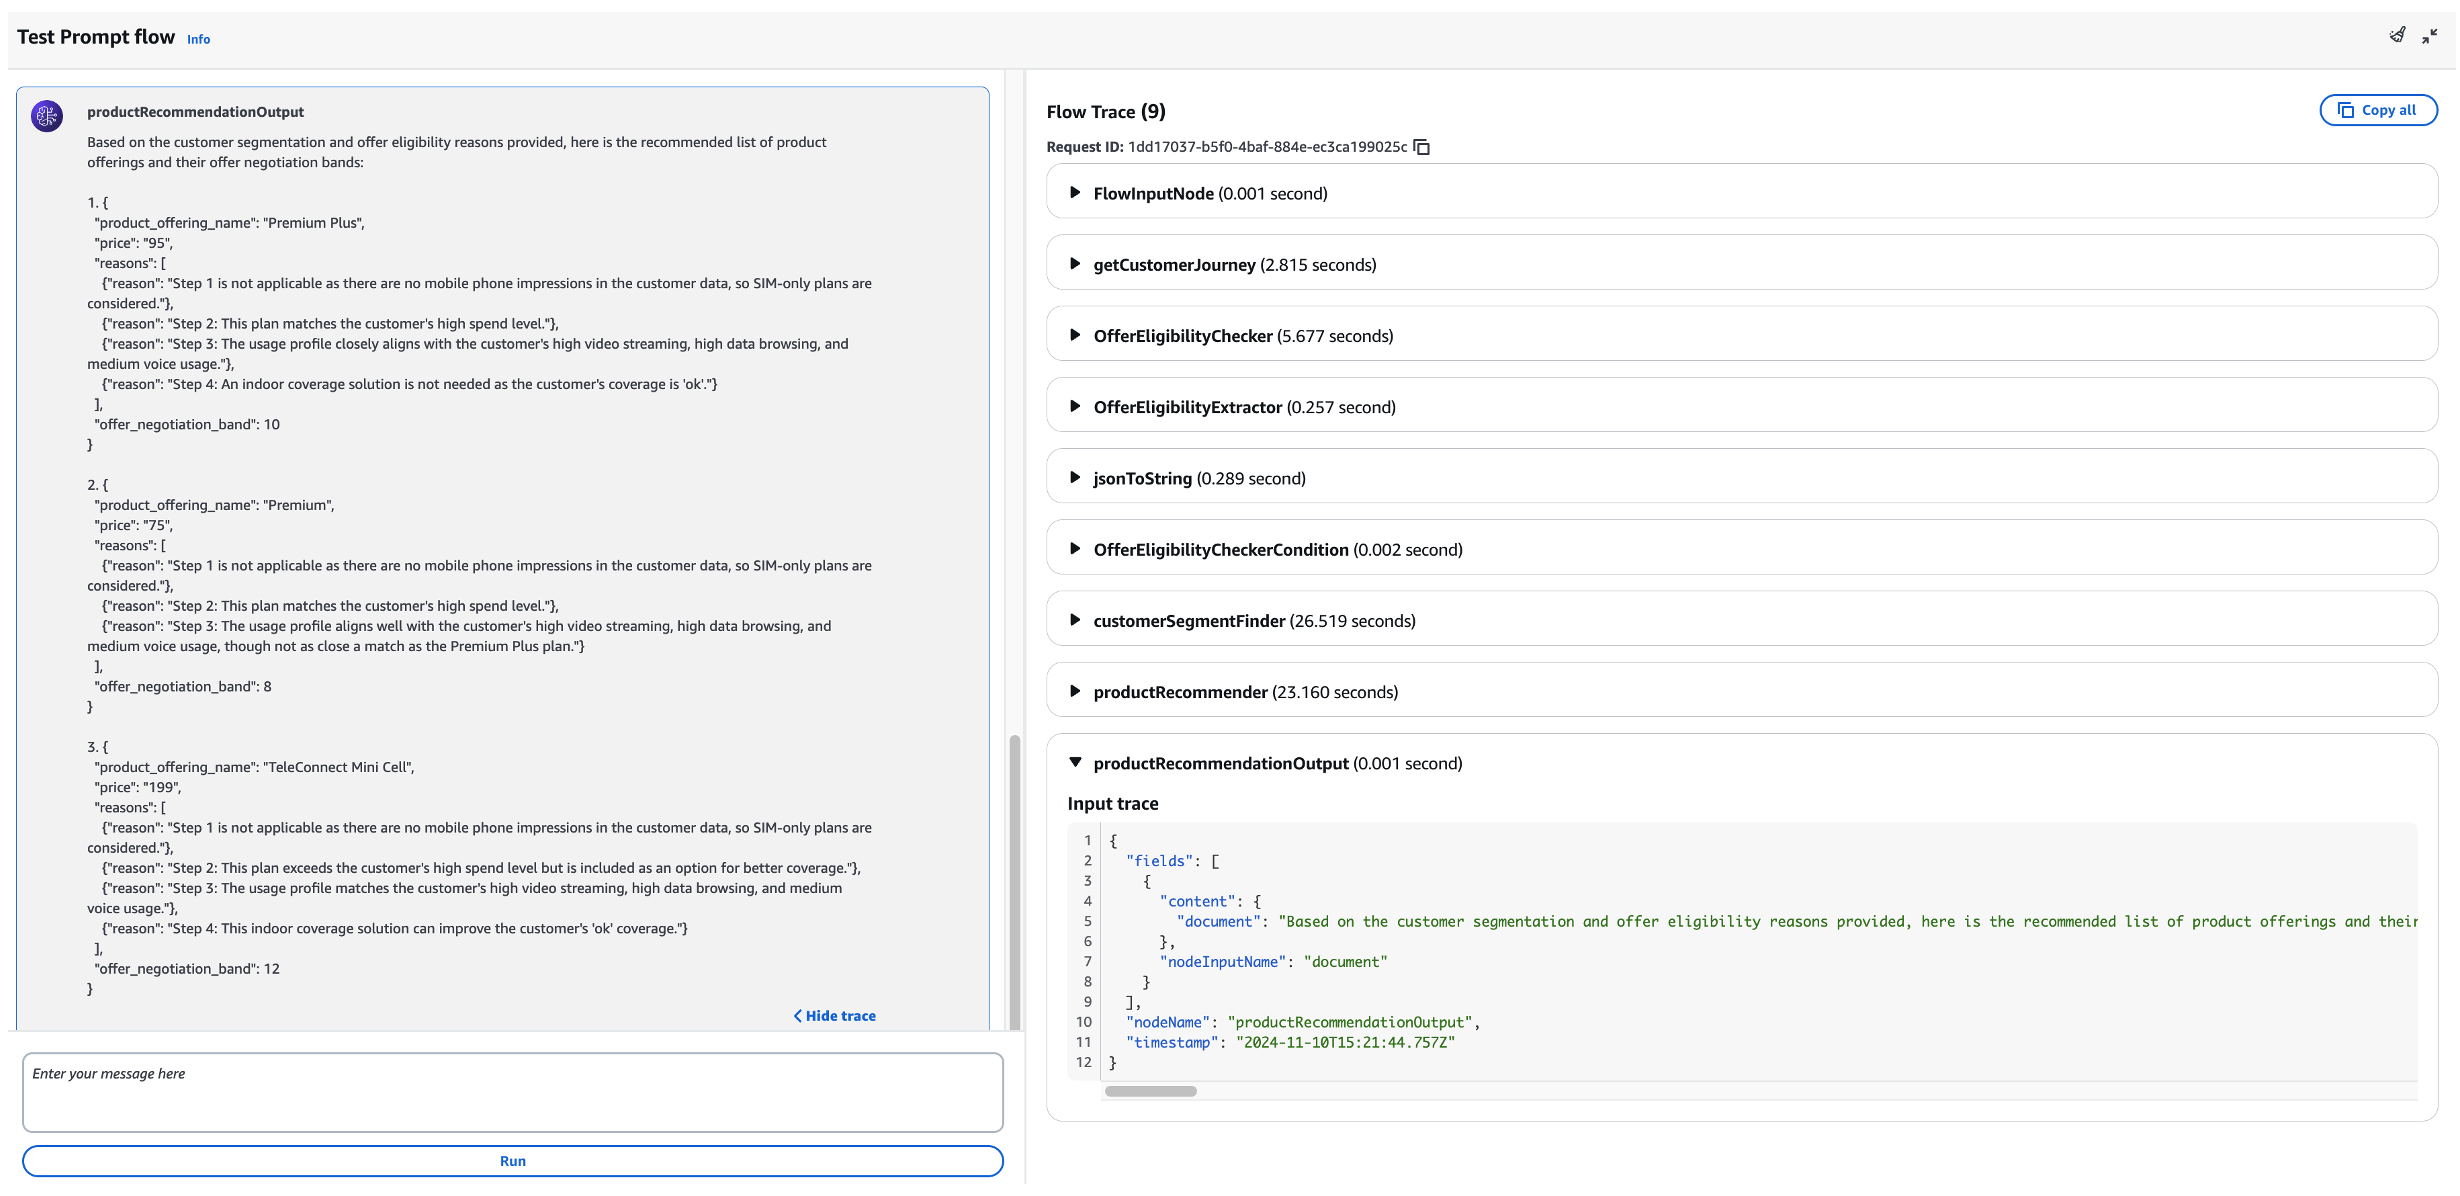 Test Prompt flow Info
productRecommendationOutput
Based on the customer segmentation and offer eligibility reasons provided, here is the recommended list of product
offerings and their offer negotiation bands:
1. {
"product_offering_name": "Premium Plus",
"price": "95",
"reasons": [
{"reason": "Step 1 is not applicable as there are no mobile phone impressions in the customer data, so SIM-only plans are
considered."},
{"reason": "Step 2: This plan matches the customer's high spend level."},
{"reason": "Step 3: The usage profile closely aligns with the customer's high video streaming, high data browsing, and
medium voice usage."},
{"reason": "Step 4: An indoor coverage solution is not needed as the customer's coverage is 'ok'."}
],
"offer_negotiation_band": 10
}
2. {
"product_offering_name": "Premium",
"price": "75",
"reasons": [
{"reason": "Step 1 is not applicable as there are no mobile phone impressions in the customer data, so SIM-only plans are
considered."},
{"reason": "Step 2: This plan matches the customer's high spend level."},
{"reason": "Step 3: The usage profile aligns well with the customer's high video streaming, high data browsing, and
medium voice usage, though not as close a match as the Premium Plus plan."}
],
"offer_negotiation_band": 8
}
3. {
"product_offering_name": "TeleConnect Mini Cell",
"price": "199",
"reasons": [
{"reason": "Step 1 is not applicable as there are no mobile phone impressions in the customer data, so SIM-only plans are
considered."},
{"reason": "Step 2: This plan exceeds the customer's high spend level but is included as an option for better coverage."},
{"reason": "Step 3: The usage profile matches the customer's high video streaming, high data browsing, and medium
voice usage."},
{"reason": "Step 4: This indoor coverage solution can improve the customer's 'ok' coverage."}
],
"offer_negotiation_band": 12
}
Hide trace
Enter your message here
Run
Flow Trace (9)
Copy all
Request ID: 1dd17037-b5f0-4baf-884e-ec3ca199025c
FlowInputNode (0.001 second)
getCustomerJourney (2.815 seconds)
OfferEligibilityChecker (5.677 seconds)
OfferEligibilityExtractor (0.257 second)
jsonToString (0.289 second)
OfferEligibilityCheckerCondition (0.002 second)
customerSegmentFinder (26.519 seconds)
productRecommender (23.160 seconds)
productRecommendationOutput (0.001 second)
Input trace
1 {
2 "fields": [
3 {
4 "content": {
5 "document": "Based on the customer segmentation and offer eligibility reasons provided, here is the recommended list of product offerings and their
6 },
7 "nodeInputName": "document"
8 }
9 ],
10 "nodeName": "productRecommendationOutput",
11 "timestamp": "2024-11-10T15:21:44.757Z"
12 }